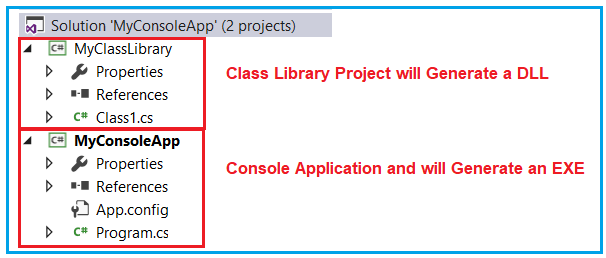 Solution 'MyConsoleApp' (2 projects)
C# MyClassLibrary
Properties
References
C# Class1.cs
Class Library Project will Generate a DLL
C# MyConsoleApp
Properties
References
App.config
C# Program.cs
Console Application and will Generate an EXE